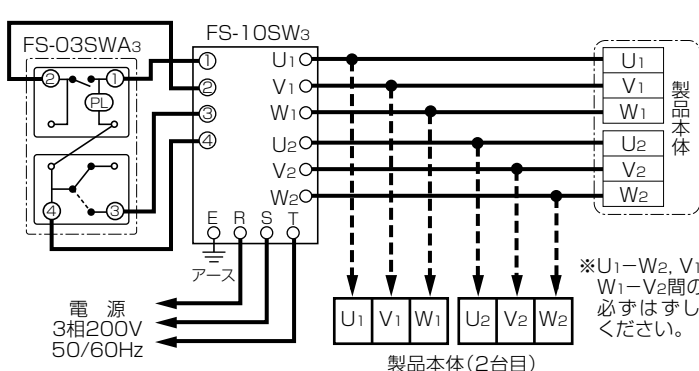 FS-10SW3
FS-03SWA3
② ①
PL
④ ③
①
②
③
④
U1
V1
W1
U2
V2
W2
E R S T
アース
電 源
3相200V
50/60Hz
U1
V1
W1
U2
V2
W2
製品本体
U1 V1 W1 U2 V2 W2
製品本体(2台目)
※U1−W2, V1
W1−V2間の
必ずはずし
ください。